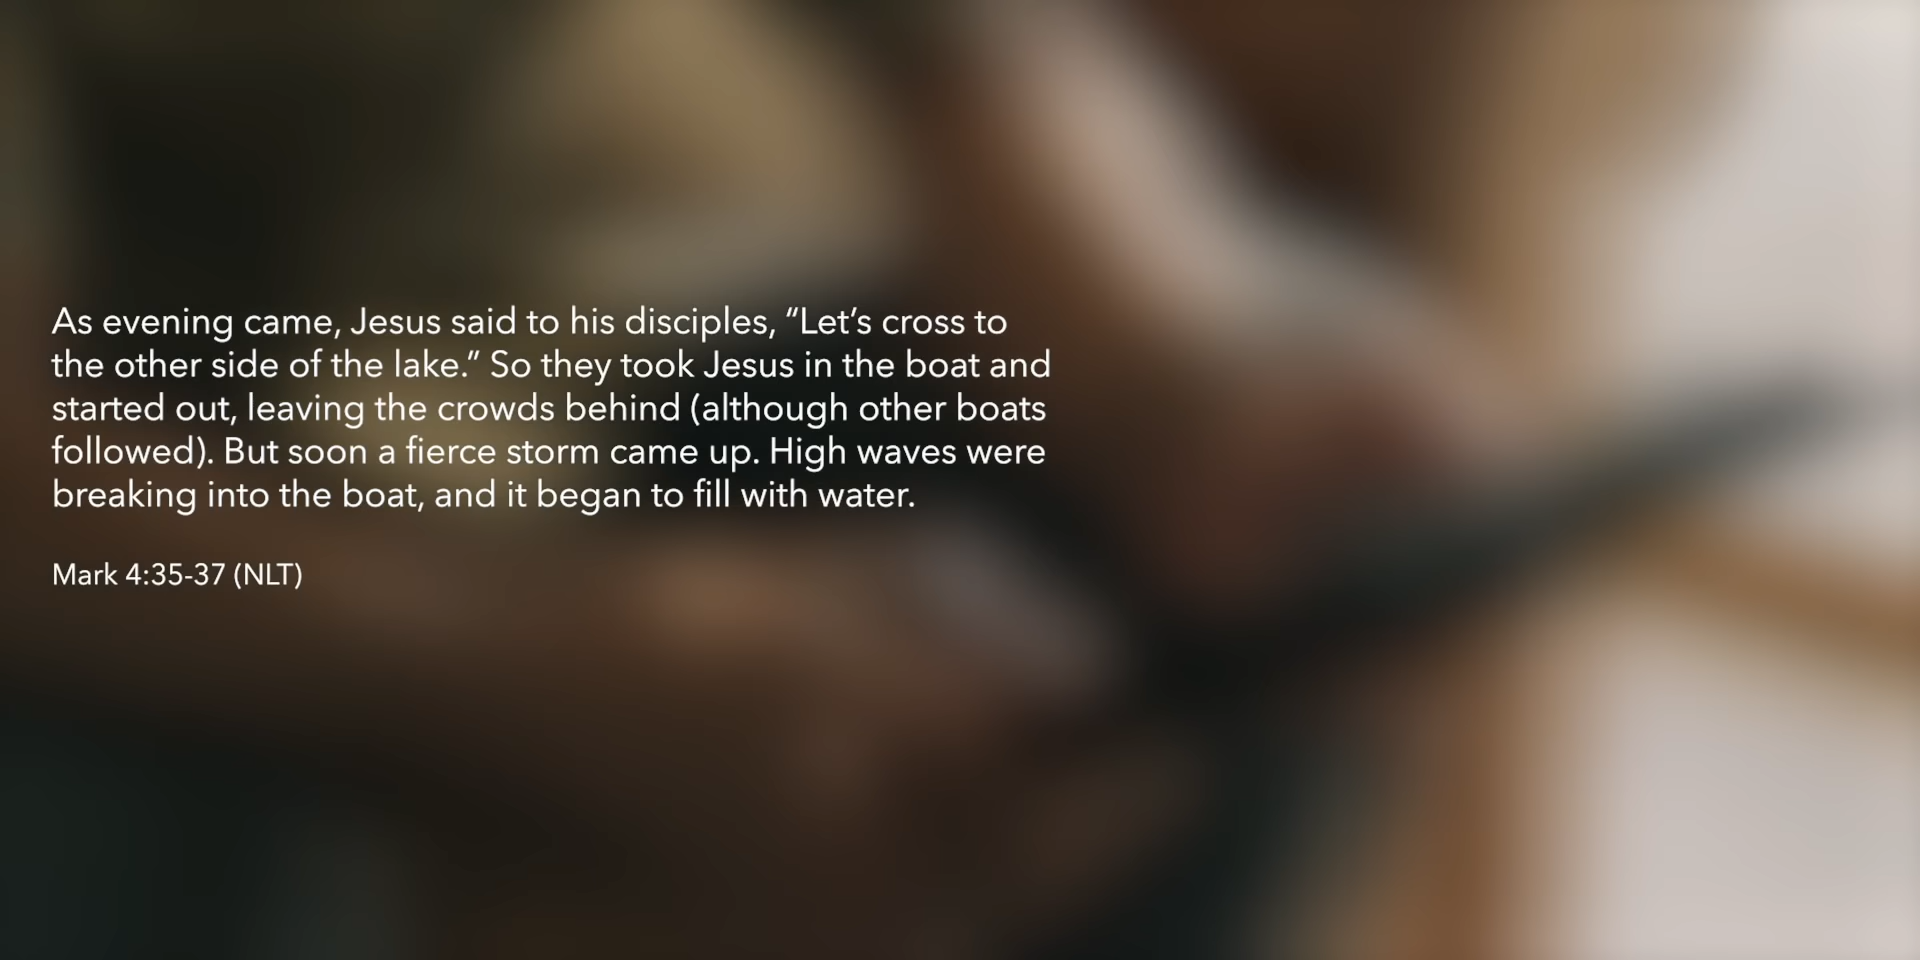 As evening came, Jesus said to his disciples, “Let’s cross to
the other side of the lake.” So they took Jesus in the boat and
started out, leaving the crowds behind (although other boats
followed). But soon a fierce storm came up. High waves were
breaking into the boat, and it began to fill with water.
Mark 4:35-37 (NLT)